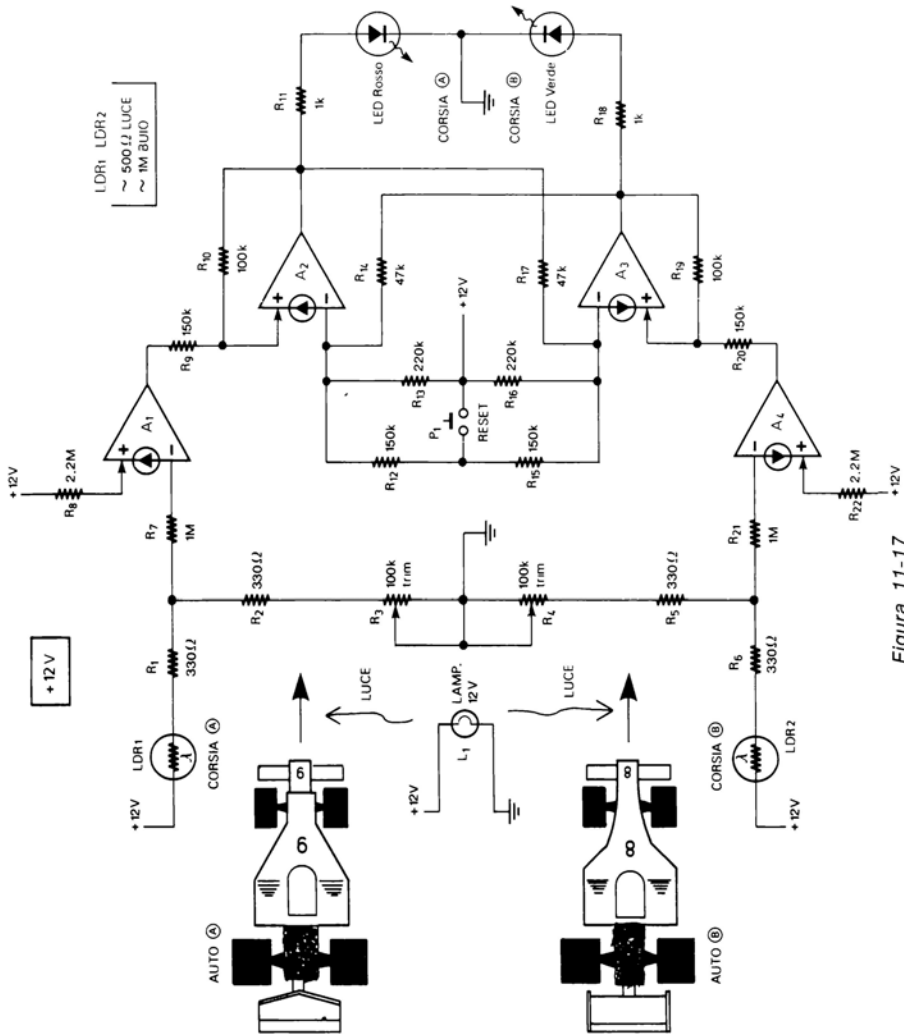 +12V
LDR1 LDR2
~ 500 Ω LUCE
~ 1M BUIO
+12V
R8
2.2M
A1
+
−
R9
150k
R7
1M
R10
100k
A2
+
−
R11
1k
LED Rosso
CORSIA A
CORSIA B
LED Verde
R18
1k
R14
47k
R17
47k
A3
−
+
R19
100k
R20
150k
R13
220k
+12V
R16
220k
P1
RESET
R12
150k
R15
150k
A4
−
+
R21
1M
R22
2.2M
+12V
+12V
LDR1
λ
CORSIA A
R1
330Ω
R2
330Ω
R3
100k
trim
R4
100k
trim
R5
330Ω
R6
330Ω
CORSIA B
λ
LDR2
+12V
LUCE
LAMP.
12V
L1
+12V
LUCE
AUTO A
6
6
AUTO B
8
8
Figura 11-17